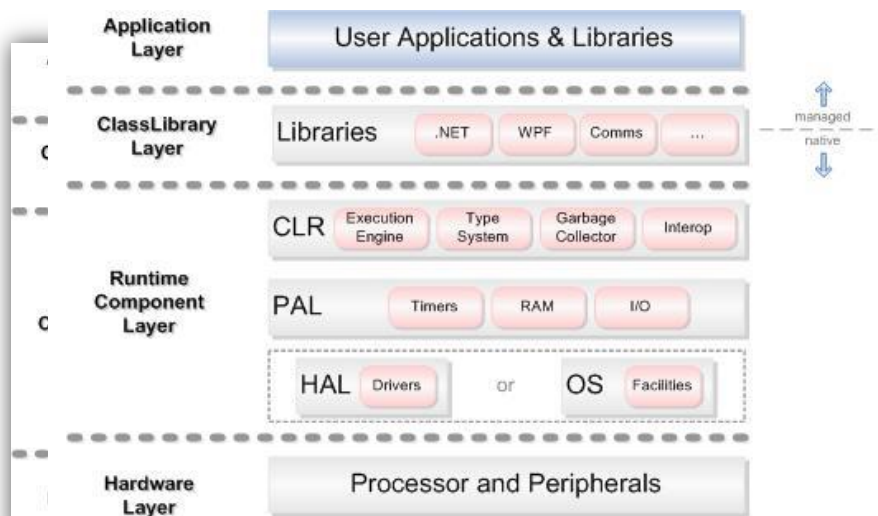 Application
Layer
User Applications & Libraries
managed
native
ClassLibrary
Layer
Libraries
.NET
WPF
Comms
...
Runtime
Component
Layer
CLR
Execution
Engine
Type
System
Garbage
Collector
Interop
PAL
Timers
RAM
I/O
HAL
Drivers
or
OS
Facilities
Hardware
Layer
Processor and Peripherals